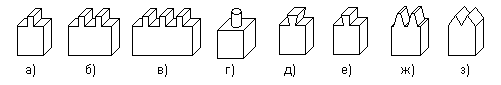 а) б) в) г) д) е) ж) з)